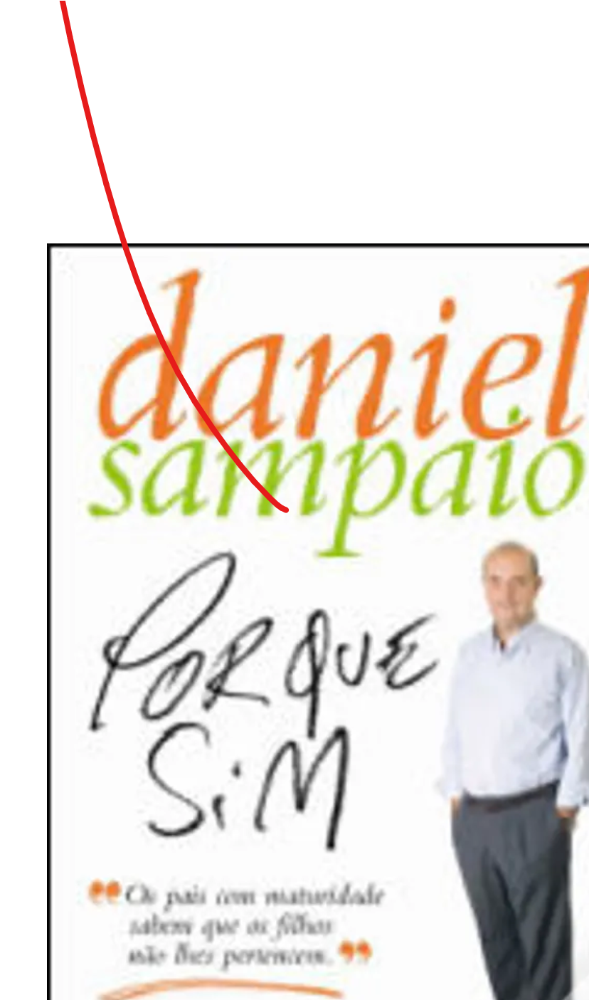 daniel
sampaio
PORQUE
SiM
❝ Os pais com maturidade
sabem que os filhos
não lhes pertencem. ❞